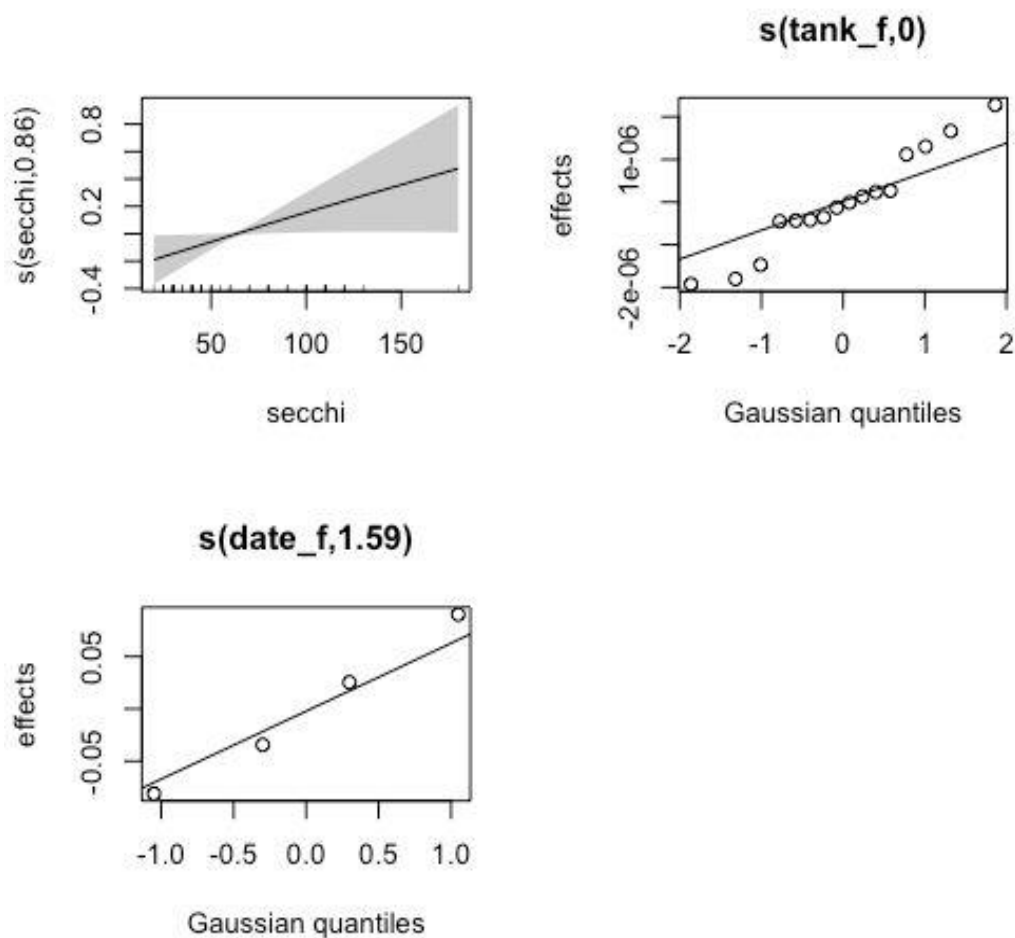 s(tank_f,0)
s(secchi,0.86)
-0.4 0.2 0.8
50 100 150
secchi
effects
-2e-06 1e-06
-2 -1 0 1 2
Gaussian quantiles
s(date_f,1.59)
effects
-0.05 0.05
-1.0 -0.5 0.0 0.5 1.0
Gaussian quantiles